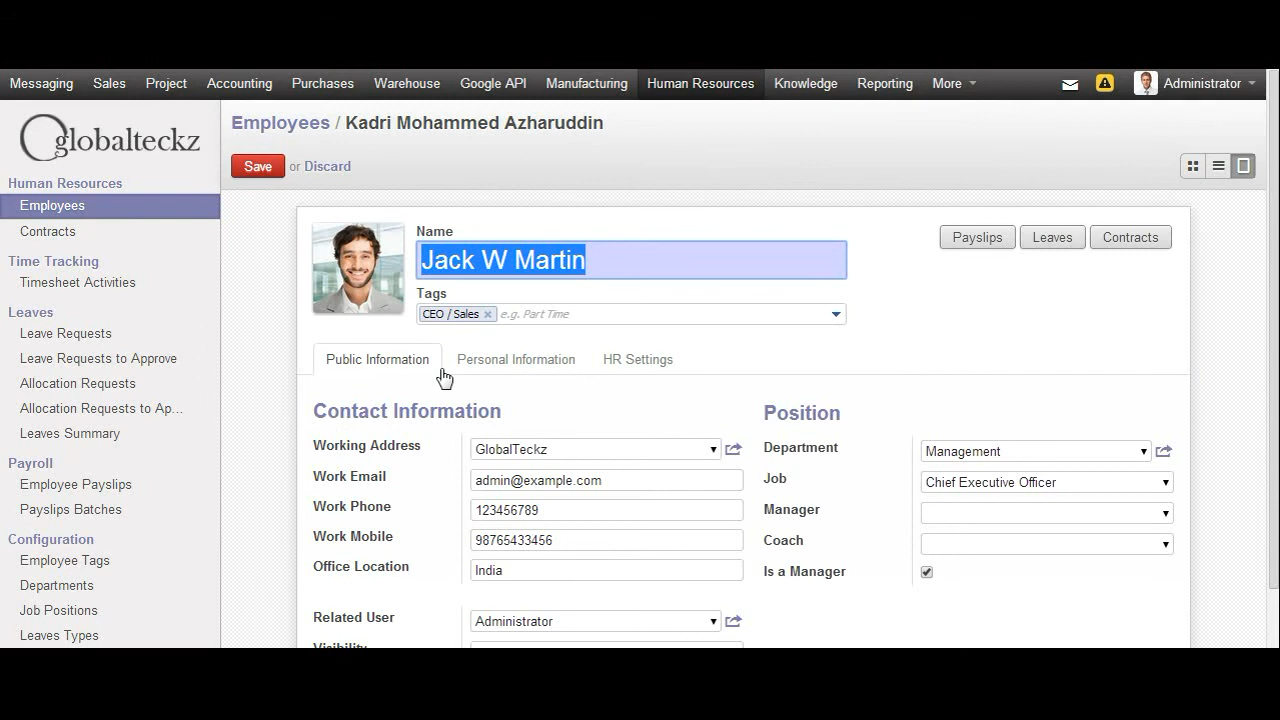 Messaging Sales Project Accounting Purchases Warehouse Google API Manufacturing Human Resources Knowledge Reporting More Administrator
globalteckz
Human Resources
Employees
Contracts
Time Tracking
Timesheet Activities
Leaves
Leave Requests
Leave Requests to Approve
Allocation Requests
Allocation Requests to Ap...
Leaves Summary
Payroll
Employee Payslips
Payslips Batches
Configuration
Employee Tags
Departments
Job Positions
Leaves Types
Employees / Kadri Mohammed Azharuddin
Save or Discard
Name
Jack W Martin
Payslips Leaves Contracts
Tags
CEO / Sales × e.g. Part Time
Public Information Personal Information HR Settings
Contact Information
Working Address GlobalTeckz
Work Email admin@example.com
Work Phone 123456789
Work Mobile 98765433456
Office Location India
Related User Administrator
Visibility
Position
Department Management
Job Chief Executive Officer
Manager
Coach
Is a Manager